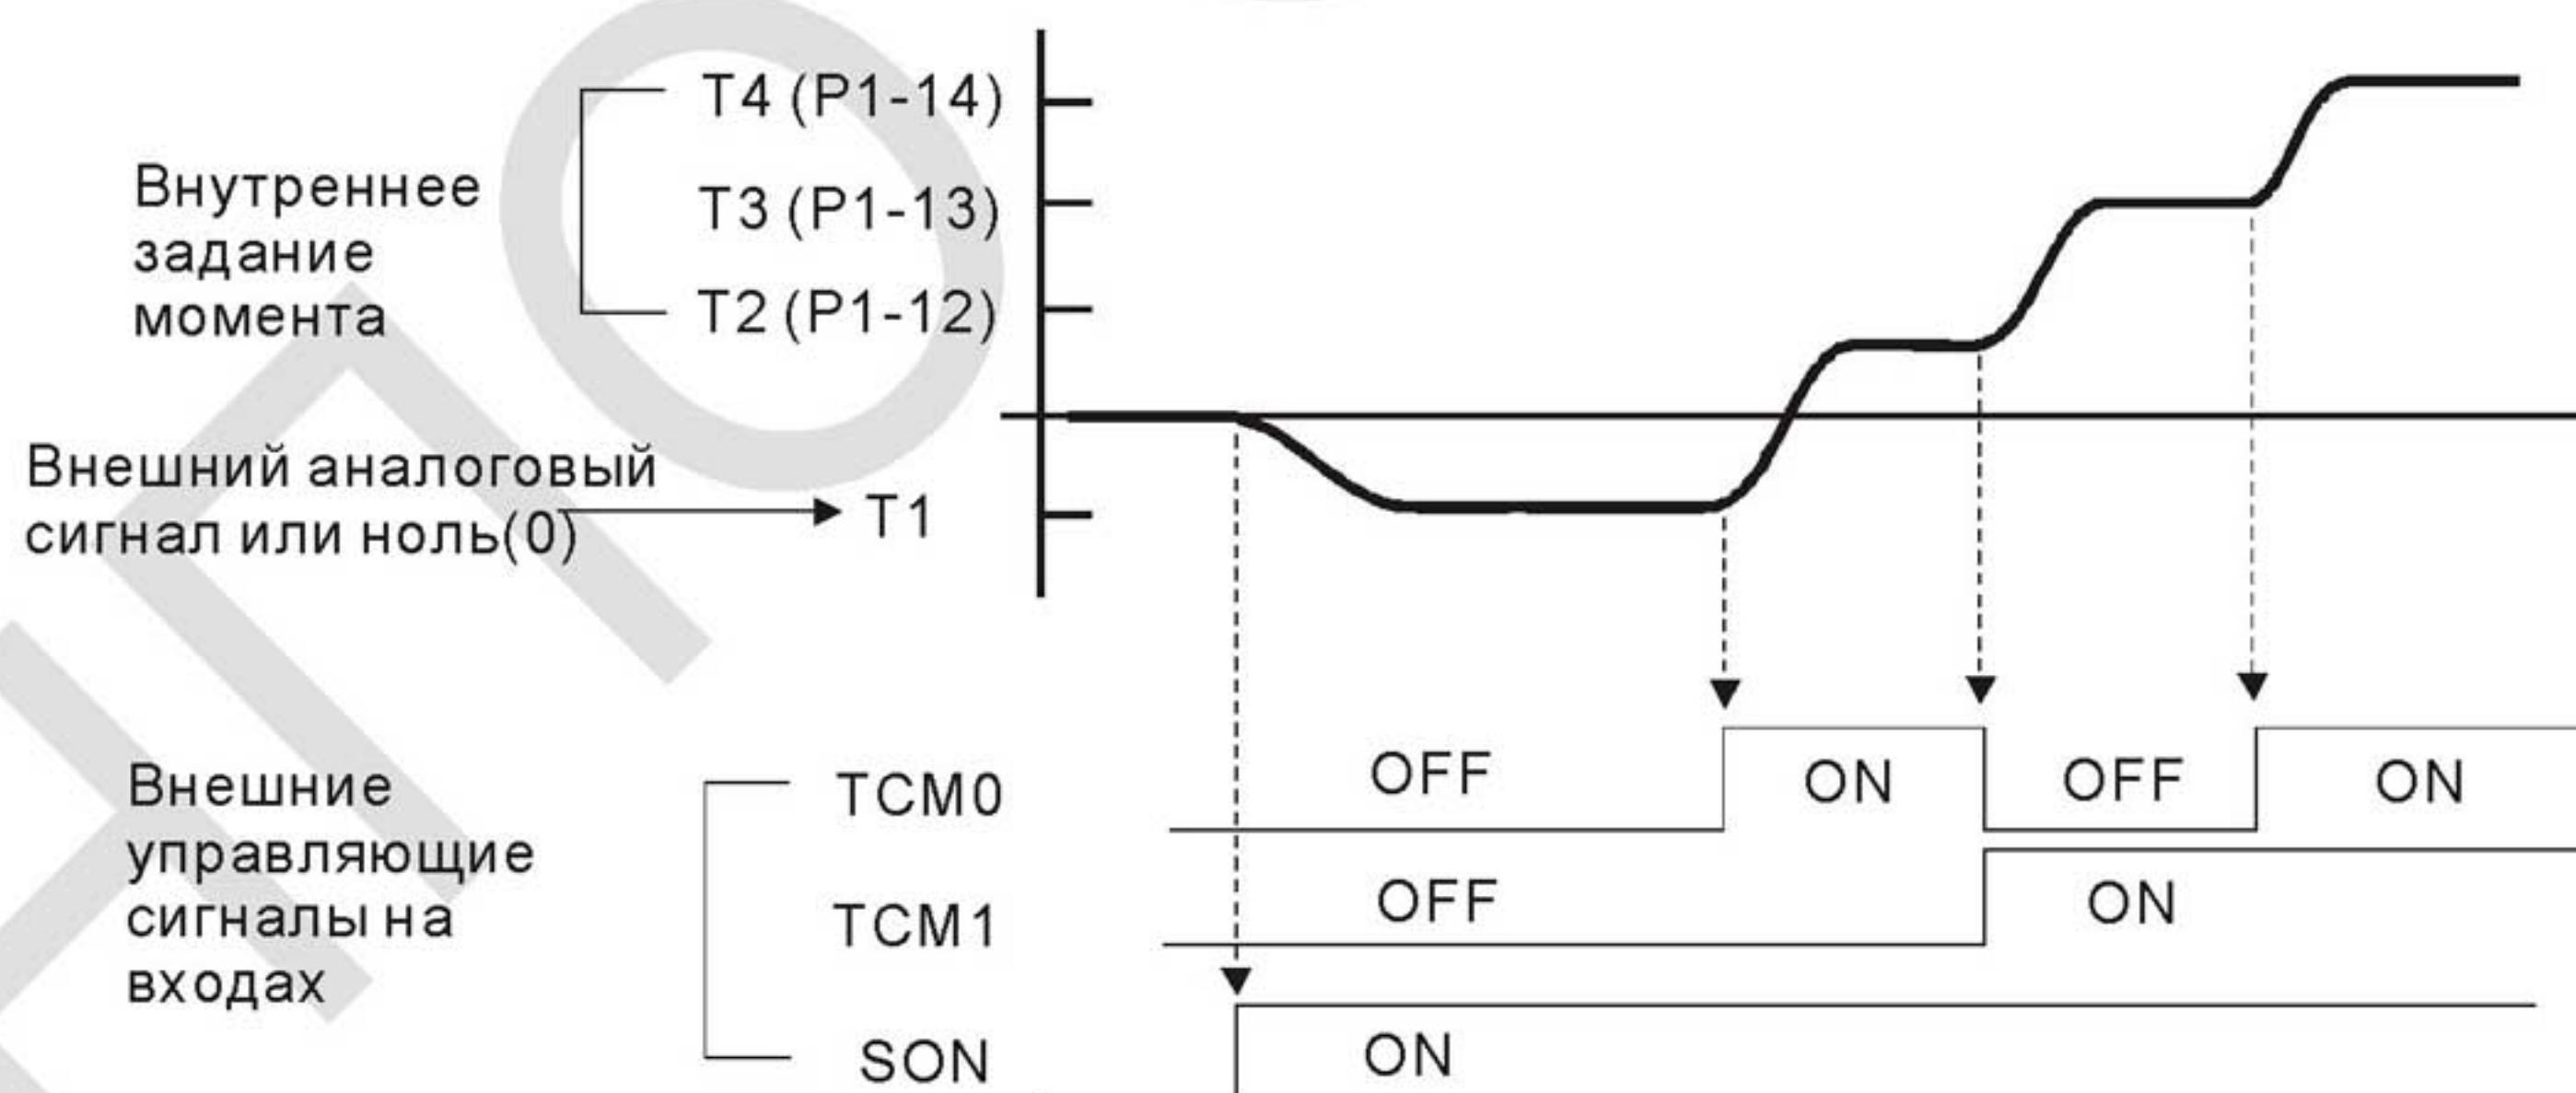 T4 (P1-14)
T3 (P1-13)
T2 (P1-12)
Внутреннее
задание
момента
Внешний аналоговый
сигнал или ноль(0)
T1
Внешние
управляющие
сигналы на
входах
TCM0
OFF
ON
OFF
ON
TCM1
OFF
ON
SON
ON